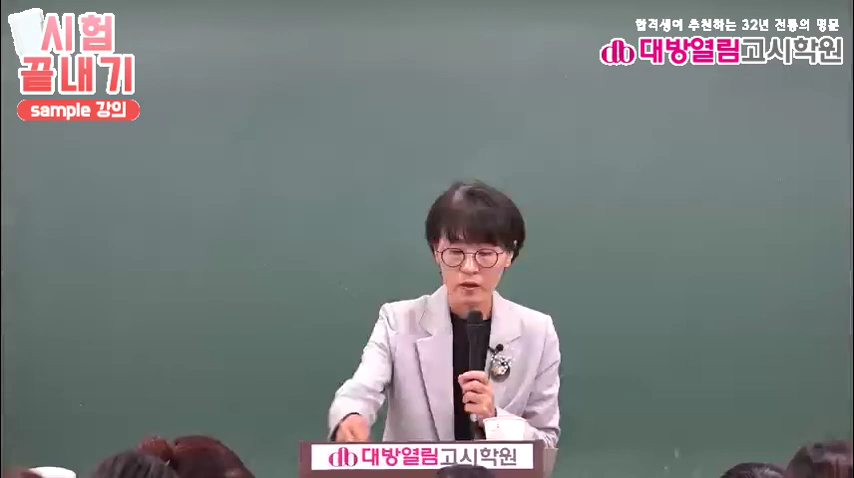 시험
끝내기
sample 강의
합격생이 추천하는 32년 전통의 명문
db 대방열림고시학원
db 대방열림고시학원